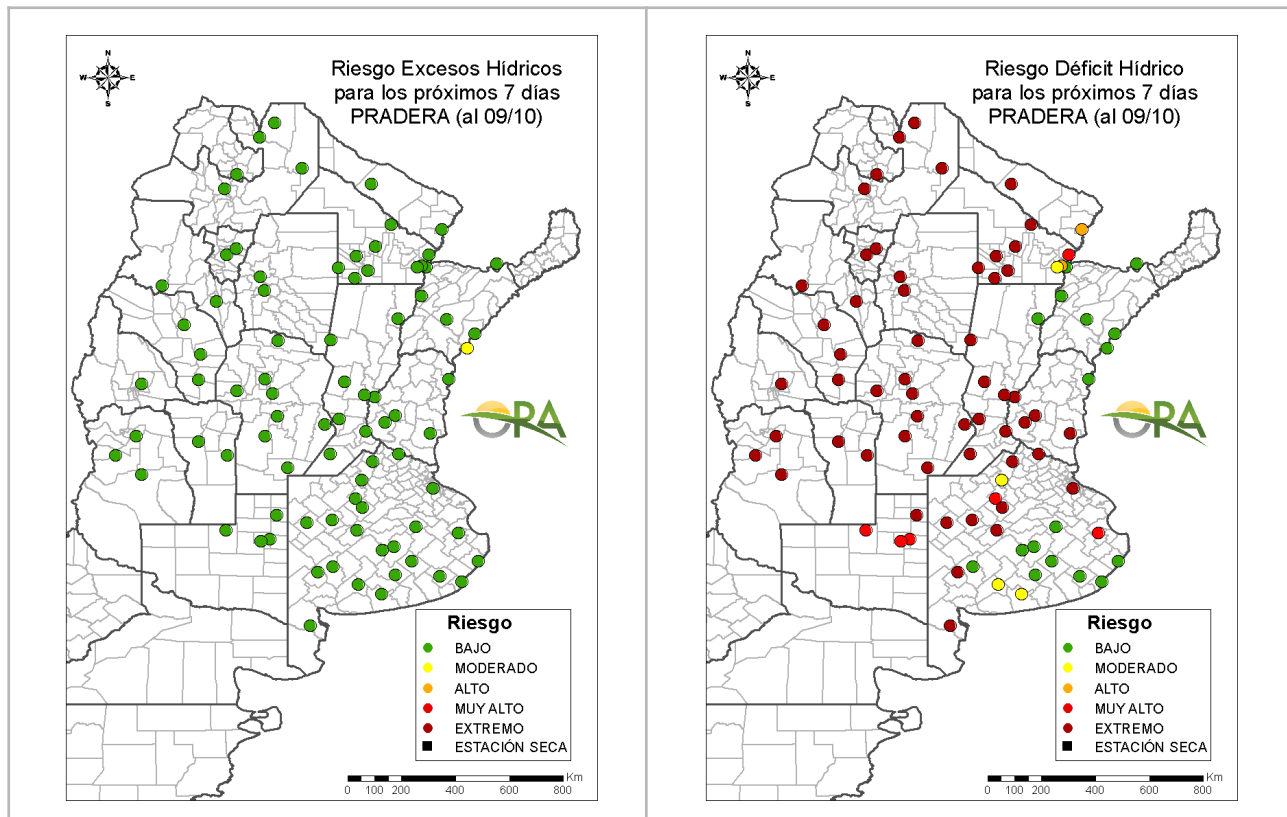 N
W E
S
Riesgo Excesos Hídricos
para los próximos 7 días
PRADERA (al 09/10)
ORA
Riesgo
BAJO
MODERADO
ALTO
MUY ALTO
EXTREMO
ESTACIÓN SECA
Km
0 100 200 400 600 800
N
W E
S
Riesgo Déficit Hídrico
para los próximos 7 días
PRADERA (al 09/10)
ORA
Riesgo
BAJO
MODERADO
ALTO
MUY ALTO
EXTREMO
ESTACIÓN SECA
Km
0 100 200 400 600 800